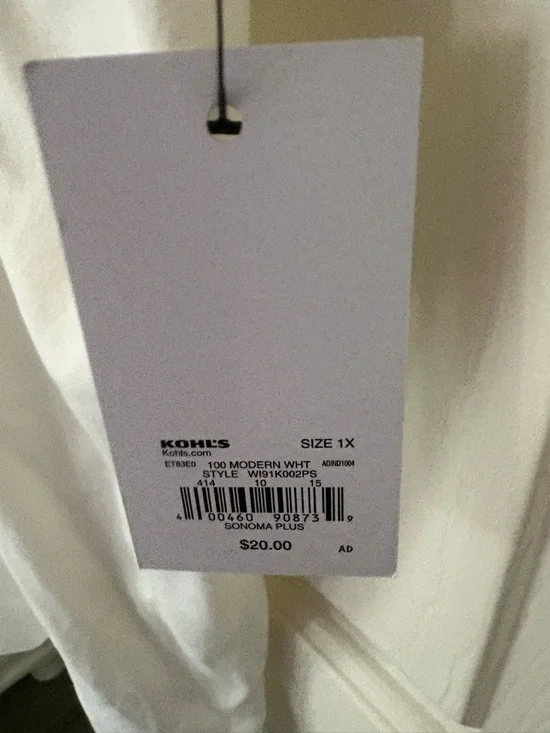 KOHL'S SIZE 1X
Kohls.com
ET83E0 100 MODERN WHT ADIND1004
STYLE WI91K002PS
414 10 15
4 00460 90873 9
SONOMA PLUS
$20.00 AD